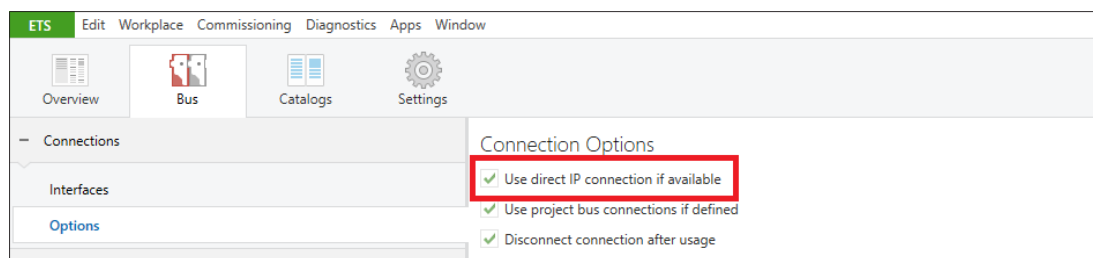 ETS Edit Workplace Commissioning Diagnostics Apps Window
Overview Bus Catalogs Settings
Connections
Interfaces
Options
Connection Options
Use direct IP connection if available
Use project bus connections if defined
Disconnect connection after usage